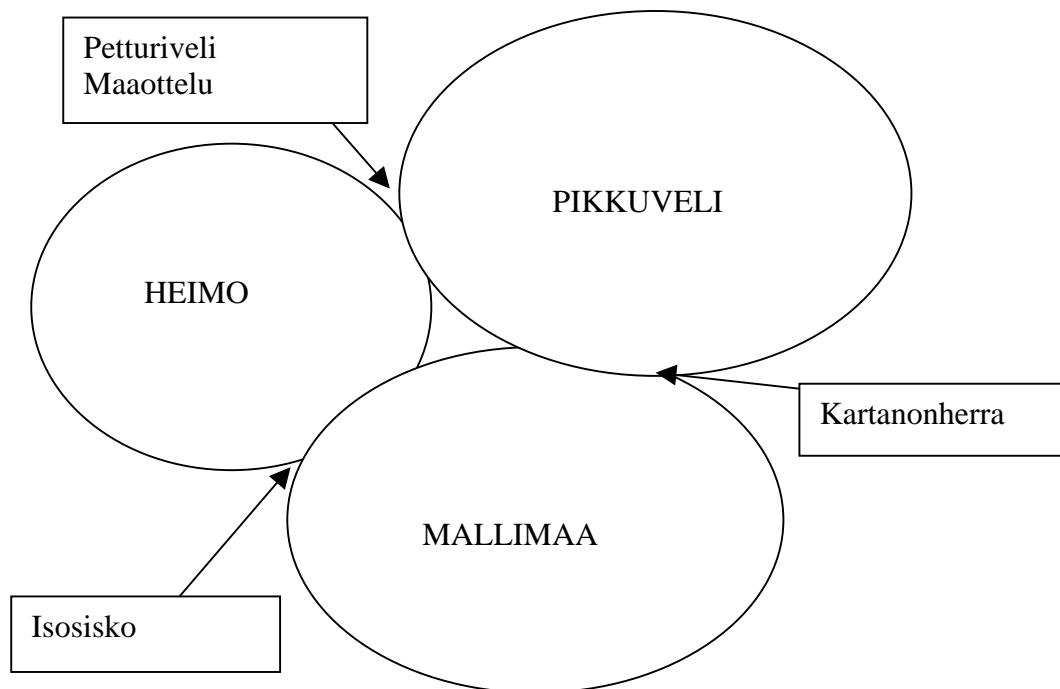 Petturiveli
Maaottelu
PIKKUVELI
HEIMO
Kartanonherra
MALLIMAA
Isosisko